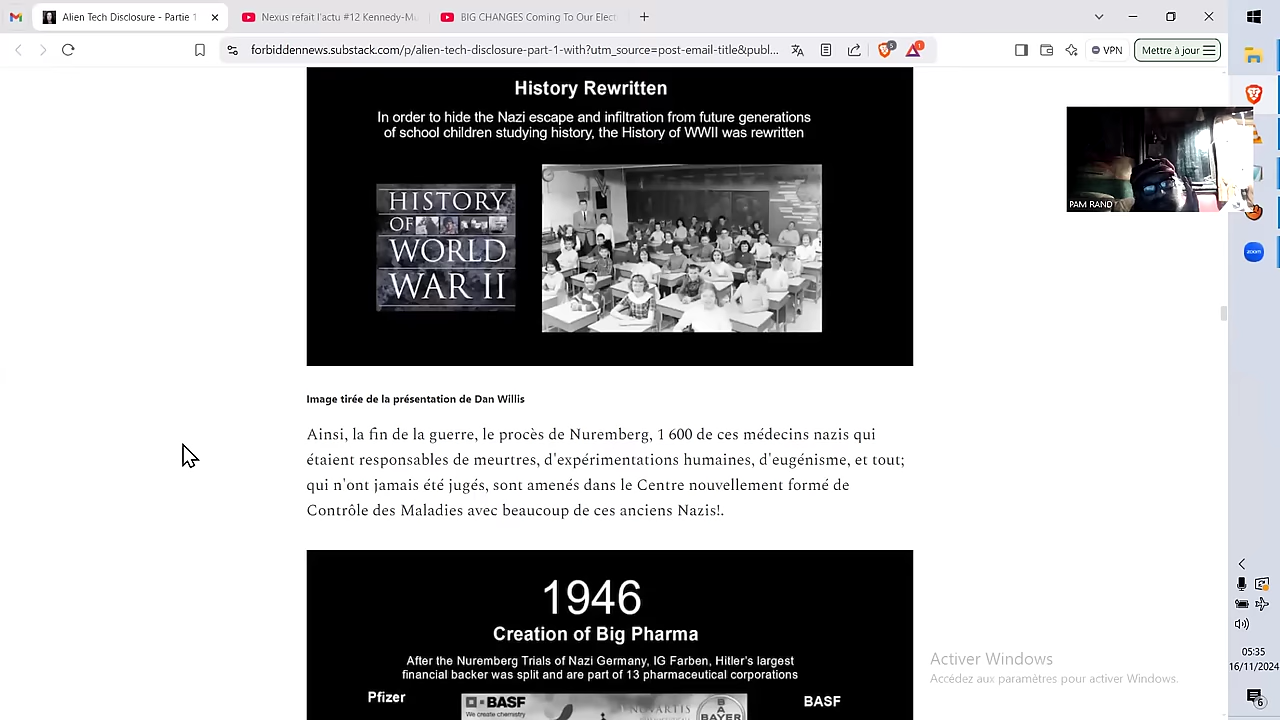 Alien Tech Disclosure - Partie 1
Nexus refait l'actu #12 Kennedy-Mu
BIG CHANGES Coming To Our Elect
forbiddennews.substack.com/p/alien-tech-disclosure-part-1-with?utm_source=post-email-title&publ...
5
1
VPN
Mettre à jour
History Rewritten
In order to hide the Nazi escape and infiltration from future generations
of school children studying history, the History of WWII was rewritten
HISTORY
OF
WORLD
WAR II
PAM RAND
zoom
Image tirée de la présentation de Dan Willis
Ainsi, la fin de la guerre, le procès de Nuremberg, 1 600 de ces médecins nazis qui
étaient responsables de meurtres, d'expérimentations humaines, d'eugénisme, et tout;
qui n'ont jamais été jugés, sont amenés dans le Centre nouvellement formé de
Contrôle des Maladies avec beaucoup de ces anciens Nazis!.
1946
Creation of Big Pharma
After the Nuremberg Trials of Nazi Germany, IG Farben, Hitler's largest
financial backer was split and are part of 13 pharmaceutical corporations
Pfizer
BASF
We create chemistry
NOVARTIS
BAYER
BASF
Activer Windows
Accédez aux paramètres pour activer Windows.
05:35
16/11/2024
6